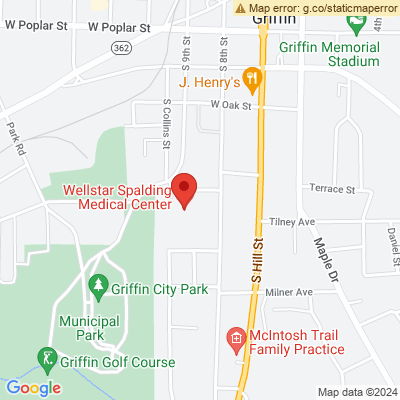 Map error: g.co/staticmaperror
W Poplar St
W Poplar St
Griffin
4th
362
S 9th St
S 8th St
Griffin Memorial
Stadium
J. Henry's
W Oak St
S Collins St
Park Rd
Wellstar Spalding
Medical Center
Terrace St
Tilney Ave
Maple Dr
Daniel St
S Hill St
Griffin City Park
Milner Ave
Municipal
Park
McIntosh Trail
Family Practice
Griffin Golf Course
Google
Map data ©2024